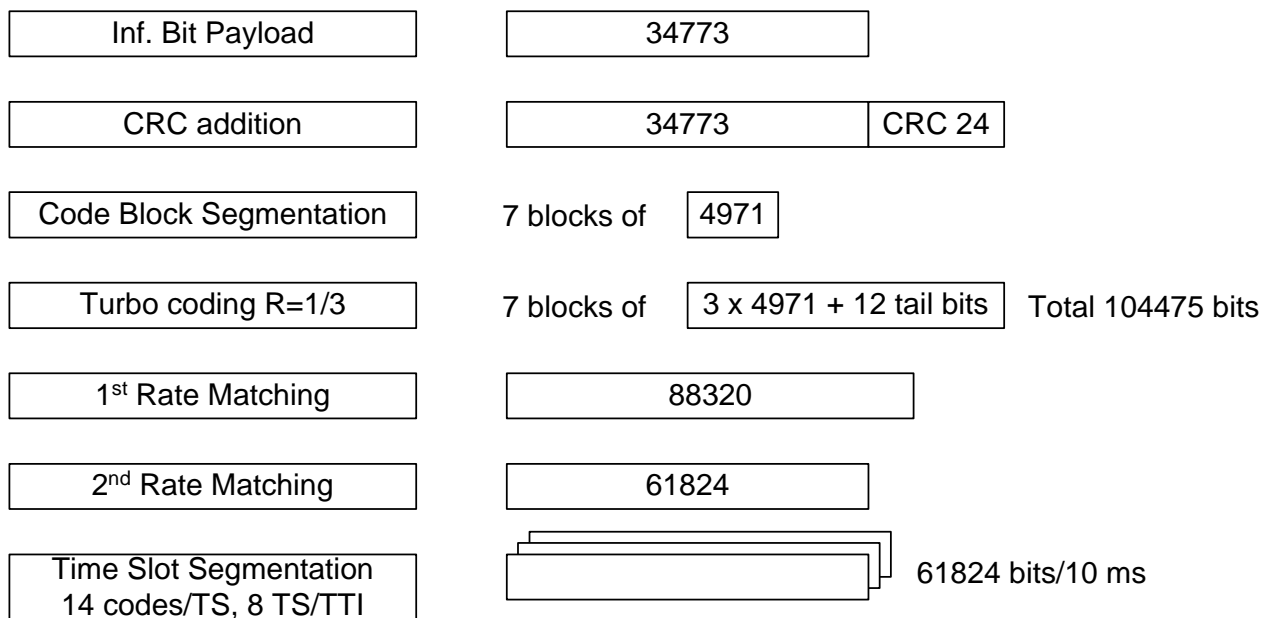 Inf. Bit Payload 34773
CRC addition 34773 CRC 24
Code Block Segmentation 7 blocks of 4971
Turbo coding R=1/3 7 blocks of 3 x 4971 + 12 tail bits Total 104475 bits
1st Rate Matching 88320
2nd Rate Matching 61824
Time Slot Segmentation
14 codes/TS, 8 TS/TTI
61824 bits/10 ms